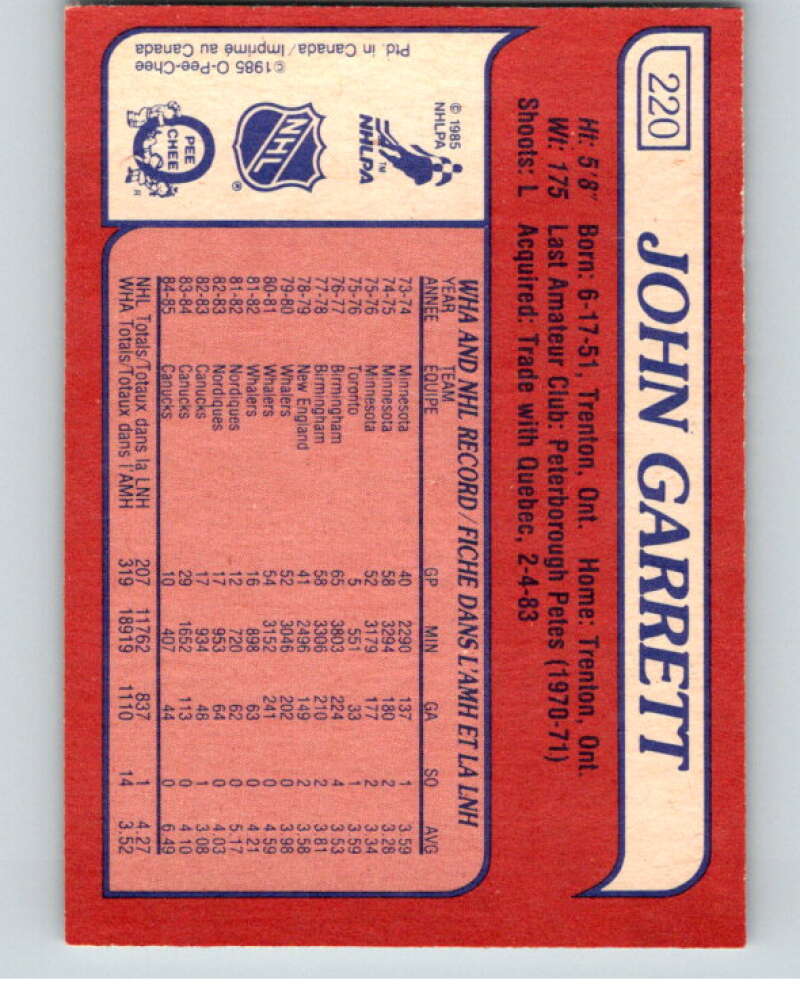 220
JOHN GARRETT
Ht: 5'8" Born: 6-17-51, Trenton, Ont. Home: Trenton, Ont.
Wt: 175 Last Amateur Club: Peterborough Petes (1970-71)
Shoots: L Acquired: Trade with Quebec, 2-4-83
© 1985
NHLPA
NHLPA
TM
NHL
®
O
PEE
CHEE
R
©1985 O-Pee-Chee
Ptd. in Canada/Imprimé au Canada
WHA AND NHL RECORD/FICHE DANS L'AMH ET LA LNH
YEAR TEAM
ANNÉE ÉQUIPE GP MIN GA SO AVG
73-74 Minnesota 40 2290 137 1 3.59
74-75 Minnesota 58 3294 180 2 3.28
75-76 Minnesota 52 3179 177 2 3.34
75-76 Toronto 5 551 33 1 3.59
76-77 Birmingham 65 3803 224 4 3.53
77-78 Birmingham 58 3306 210 2 3.81
78-79 New England 41 2496 149 2 3.58
79-80 Whalers 52 3046 202 0 3.98
80-81 Whalers 54 3152 241 0 4.59
81-82 Whalers 16 898 63 0 4.21
81-82 Nordiques 12 720 62 0 5.17
82-83 Nordiques 17 953 64 0 4.03
82-83 Canucks 17 934 48 1 3.08
83-84 Canucks 29 1652 113 0 4.10
84-85 Canucks 10 407 44 0 6.49
NHL Totals/Totaux dans la LNH 207 11762 837 1 4.27
WHA Totals/Totaux dans l'AMH 319 18919 1110 14 3.52